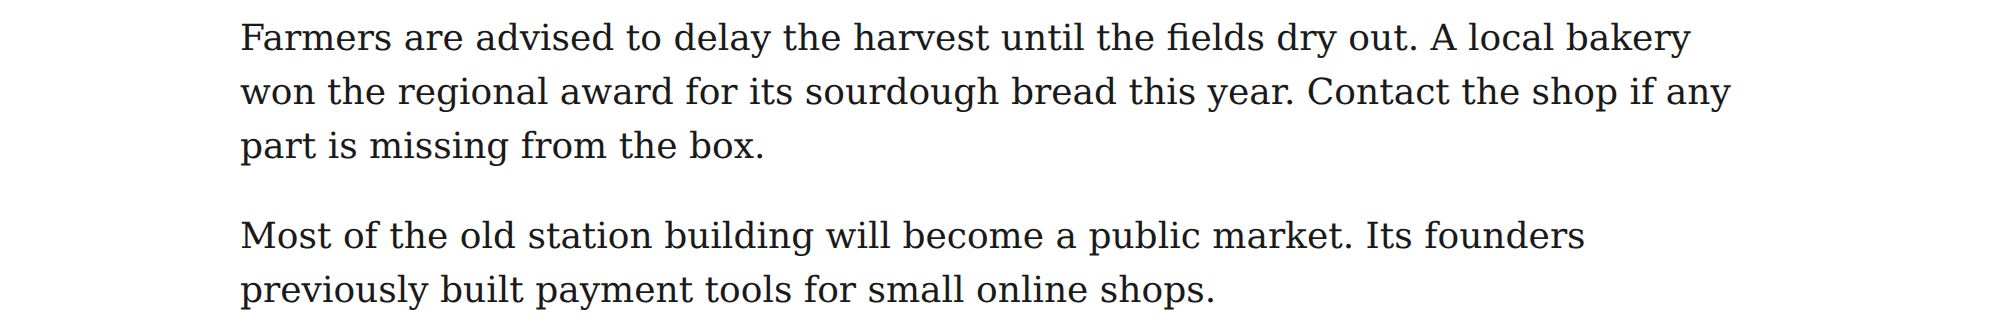 Farmers are advised to delay the harvest until the fields dry out. A local bakery
won the regional award for its sourdough bread this year. Contact the shop if any
part is missing from the box.
Most of the old station building will become a public market. Its founders
previously built payment tools for small online shops.